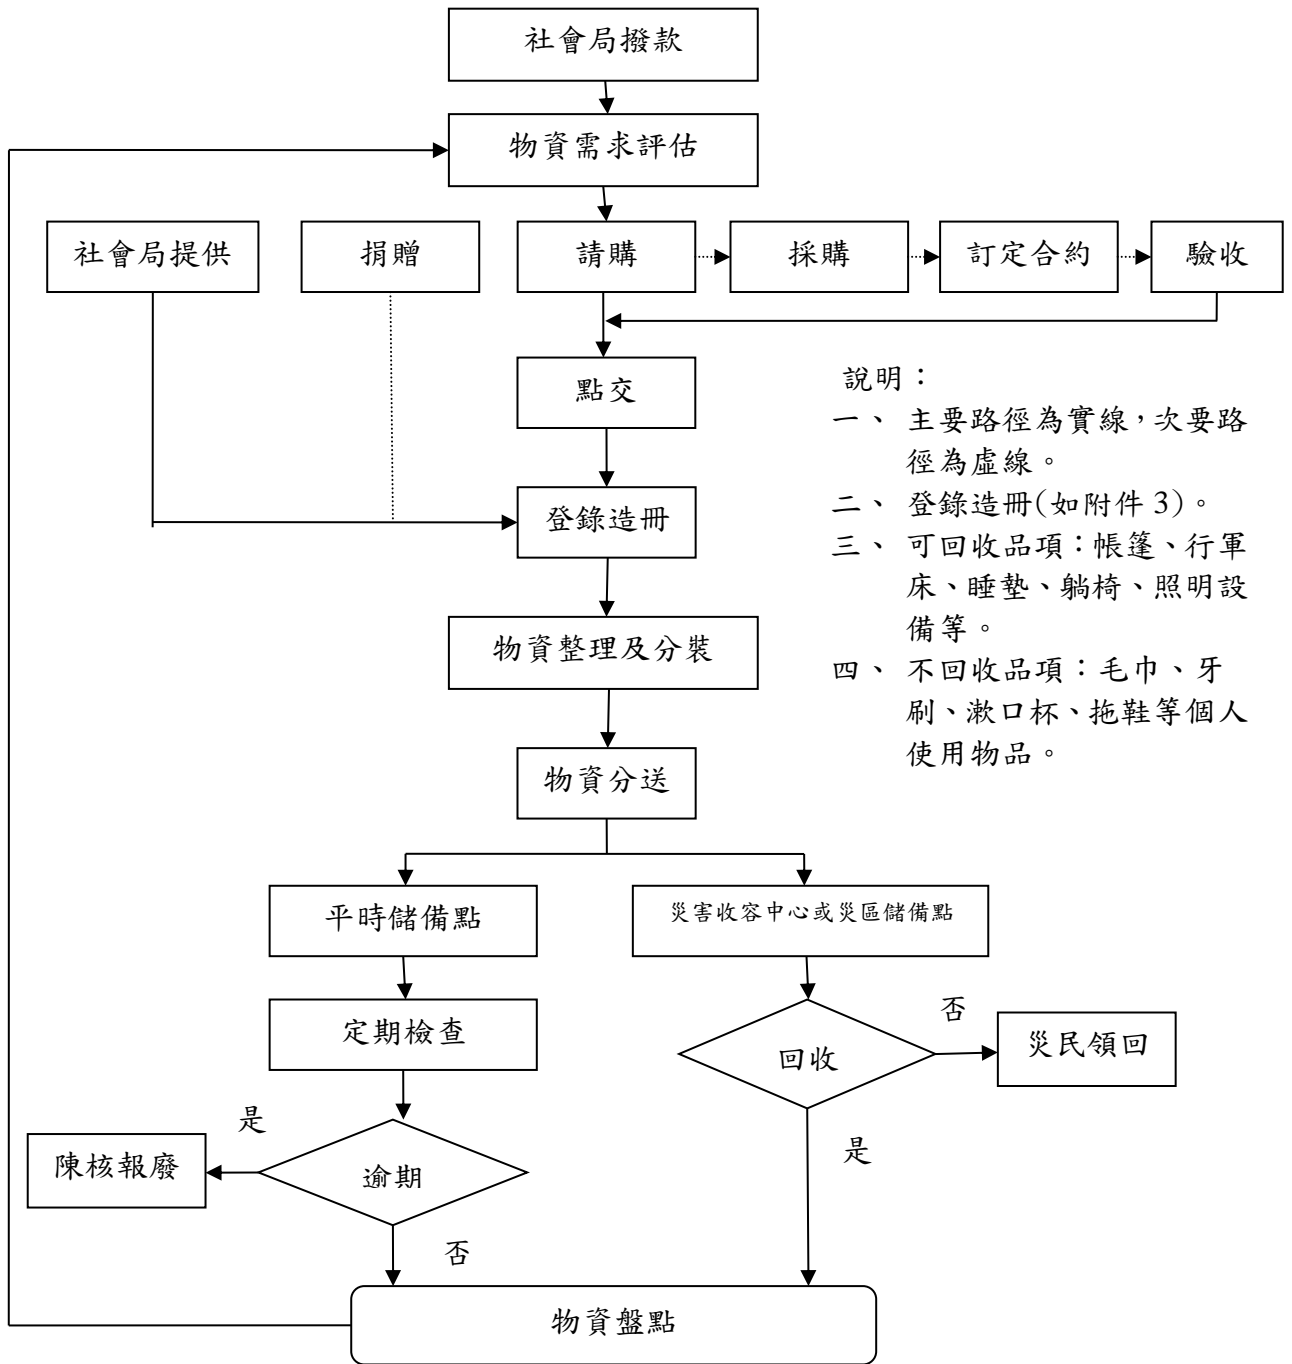 社會局撥款
物資需求評估
社會局提供
捐贈
請購
採購
訂定合約
驗收
點交
說明：
一、 主要路徑為實線，次要路
徑為虛線。
二、 登錄造冊(如附件 3)。
三、 可回收品項：帳篷、行軍
床、睡墊、躺椅、照明設
備等。
四、 不回收品項：毛巾、牙
刷、漱口杯、拖鞋等個人
使用物品。
登錄造冊
物資整理及分裝
物資分送
平時儲備點
災害收容中心或災區儲備點
定期檢查
回收
否
災民領回
是
陳核報廢
逾期
是
否
物資盤點